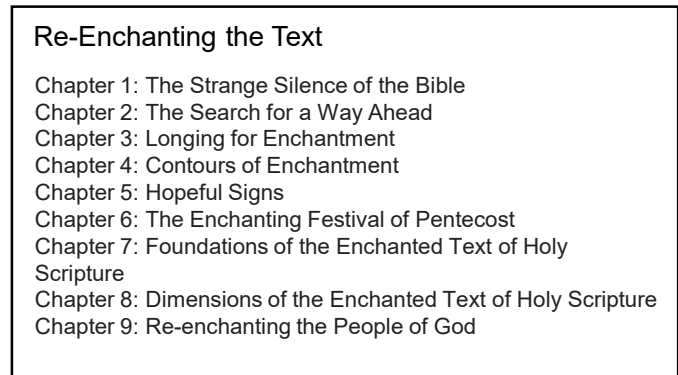 Re-Enchanting the Text
Chapter 1: The Strange Silence of the Bible
Chapter 2: The Search for a Way Ahead
Chapter 3: Longing for Enchantment
Chapter 4: Contours of Enchantment
Chapter 5: Hopeful Signs
Chapter 6: The Enchanting Festival of Pentecost
Chapter 7: Foundations of the Enchanted Text of Holy
Scripture
Chapter 8: Dimensions of the Enchanted Text of Holy Scripture
Chapter 9: Re-enchanting the People of God